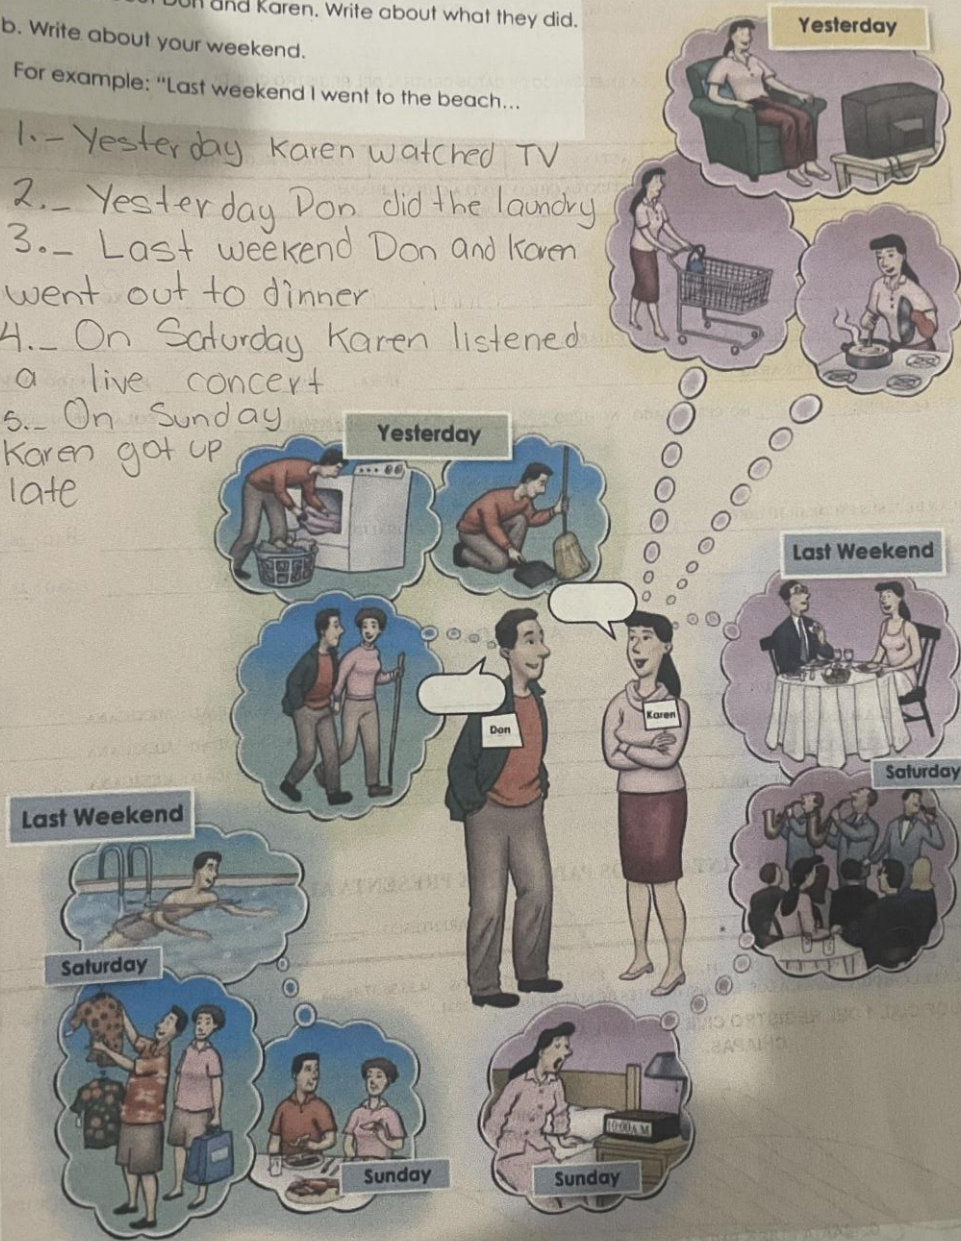 Don and Karen. Write about what they did.
b. Write about your weekend.
For example: "Last weekend I went to the beach...
1.- Yesterday Karen watched TV
2._ Yesterday Don did the laundry
3._ Last weekend Don and Karen
went out to dinner
4._ On Saturday Karen listened
a live concert
5._ On Sunday
Karen got up
late
Yesterday
Yesterday
Last Weekend
Don
Karen
Saturday
Last Weekend
Saturday
10:00 A.M.
Sunday
Sunday